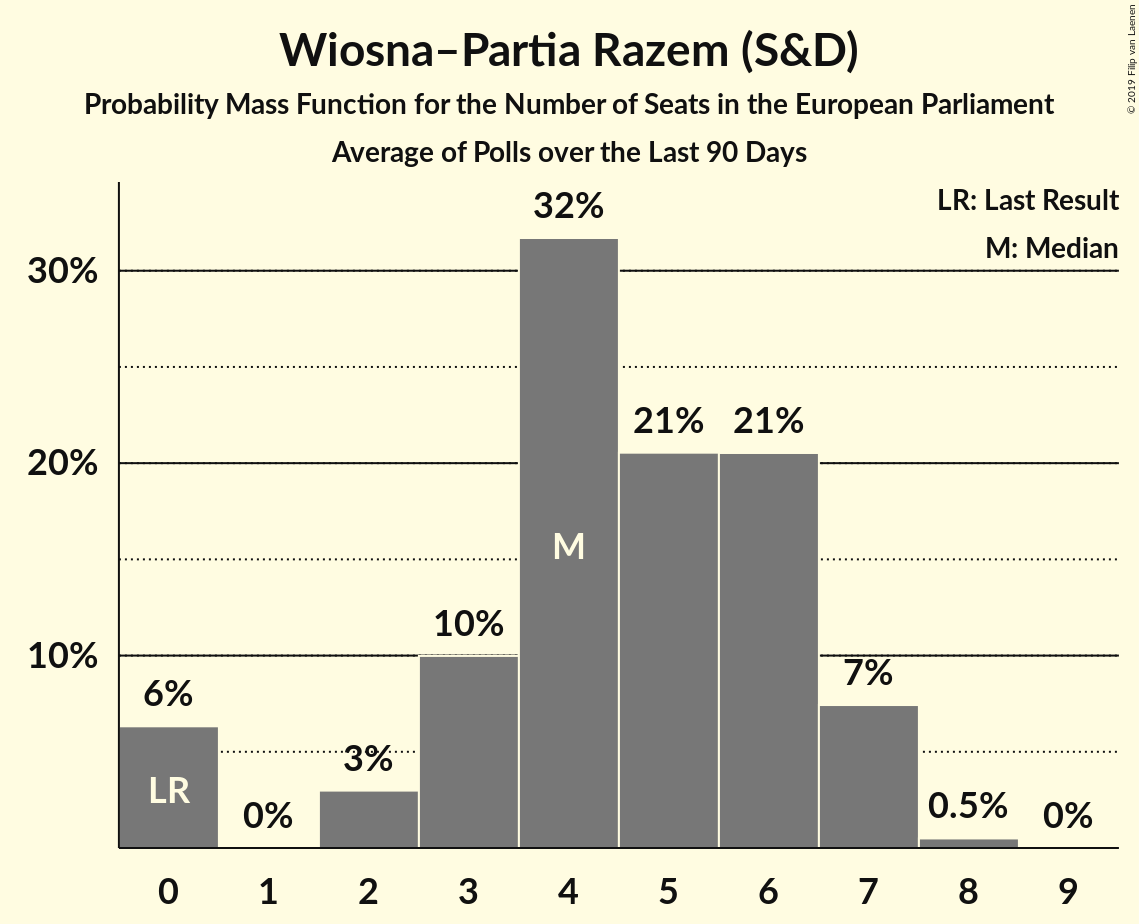 Wiosna–Partia Razem (S&D)
Probability Mass Function for the Number of Seats in the European Parliament
Average of Polls over the Last 90 Days
© 2019 Filip van Laenen
LR: Last Result
M: Median
32%
30%
21% 21%
20%
M
10%
10%
7%
6%
3%
LR
0%
0.5%
0%
0 1 2 3 4 5 6 7 8 9